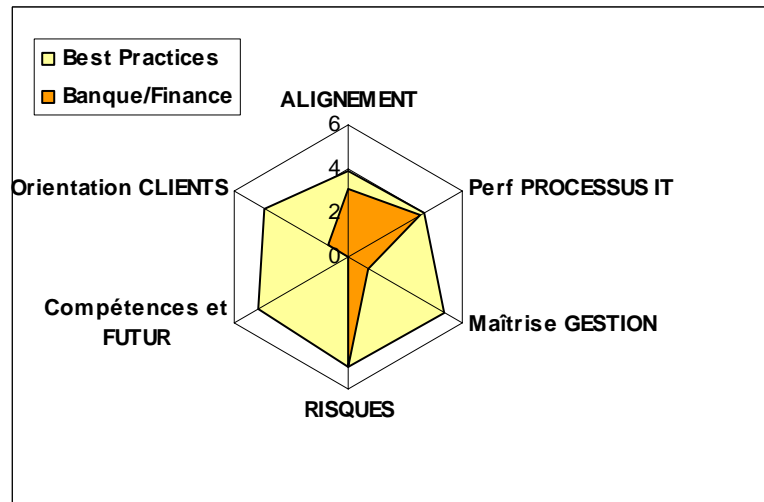 Best Practices
Banque/Finance
ALIGNEMENT
6
4
2
0
Orientation CLIENTS
Perf PROCESSUS IT
Compétences et
FUTUR
Maîtrise GESTION
RISQUES